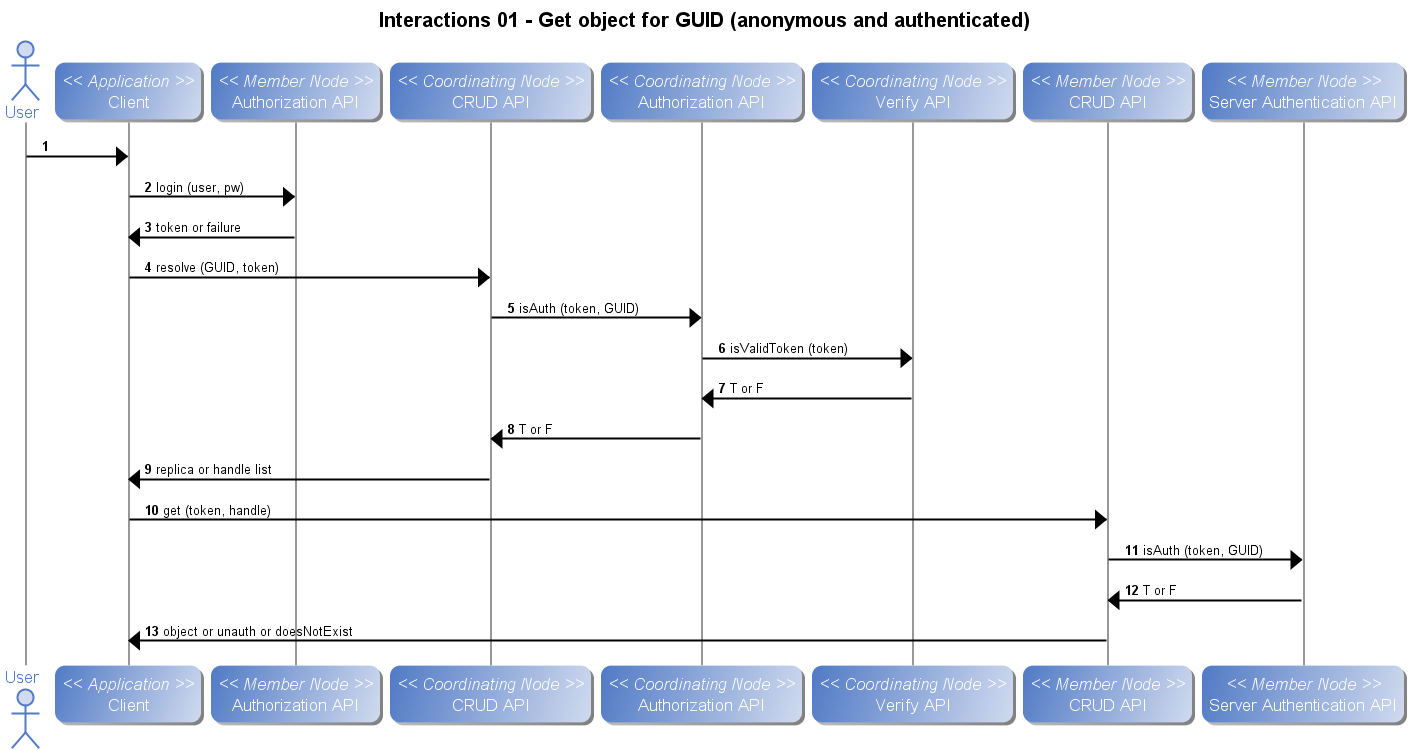 Interactions 01 - Get object for GUID (anonymous and authenticated)
User
<< Application >>
Client
<< Member Node >>
Authorization API
<< Coordinating Node >>
CRUD API
<< Coordinating Node >>
Authorization API
<< Coordinating Node >>
Verify API
<< Member Node >>
CRUD API
<< Member Node >>
Server Authentication API
1
2 login (user, pw)
3 token or failure
4 resolve (GUID, token)
5 isAuth (token, GUID)
6 isValidToken (token)
7 T or F
8 T or F
9 replica or handle list
10 get (token, handle)
11 isAuth (token, GUID)
12 T or F
13 object or unauth or doesNotExist
User
<< Application >>
Client
<< Member Node >>
Authorization API
<< Coordinating Node >>
CRUD API
<< Coordinating Node >>
Authorization API
<< Coordinating Node >>
Verify API
<< Member Node >>
CRUD API
<< Member Node >>
Server Authentication API